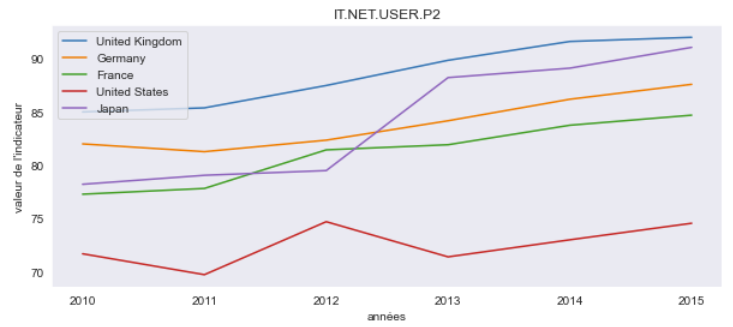 IT.NET.USER.P2
United Kingdom
Germany
France
United States
Japan
valeur de l'indicateur
90
85
80
75
70
2010 2011 2012 2013 2014 2015
années